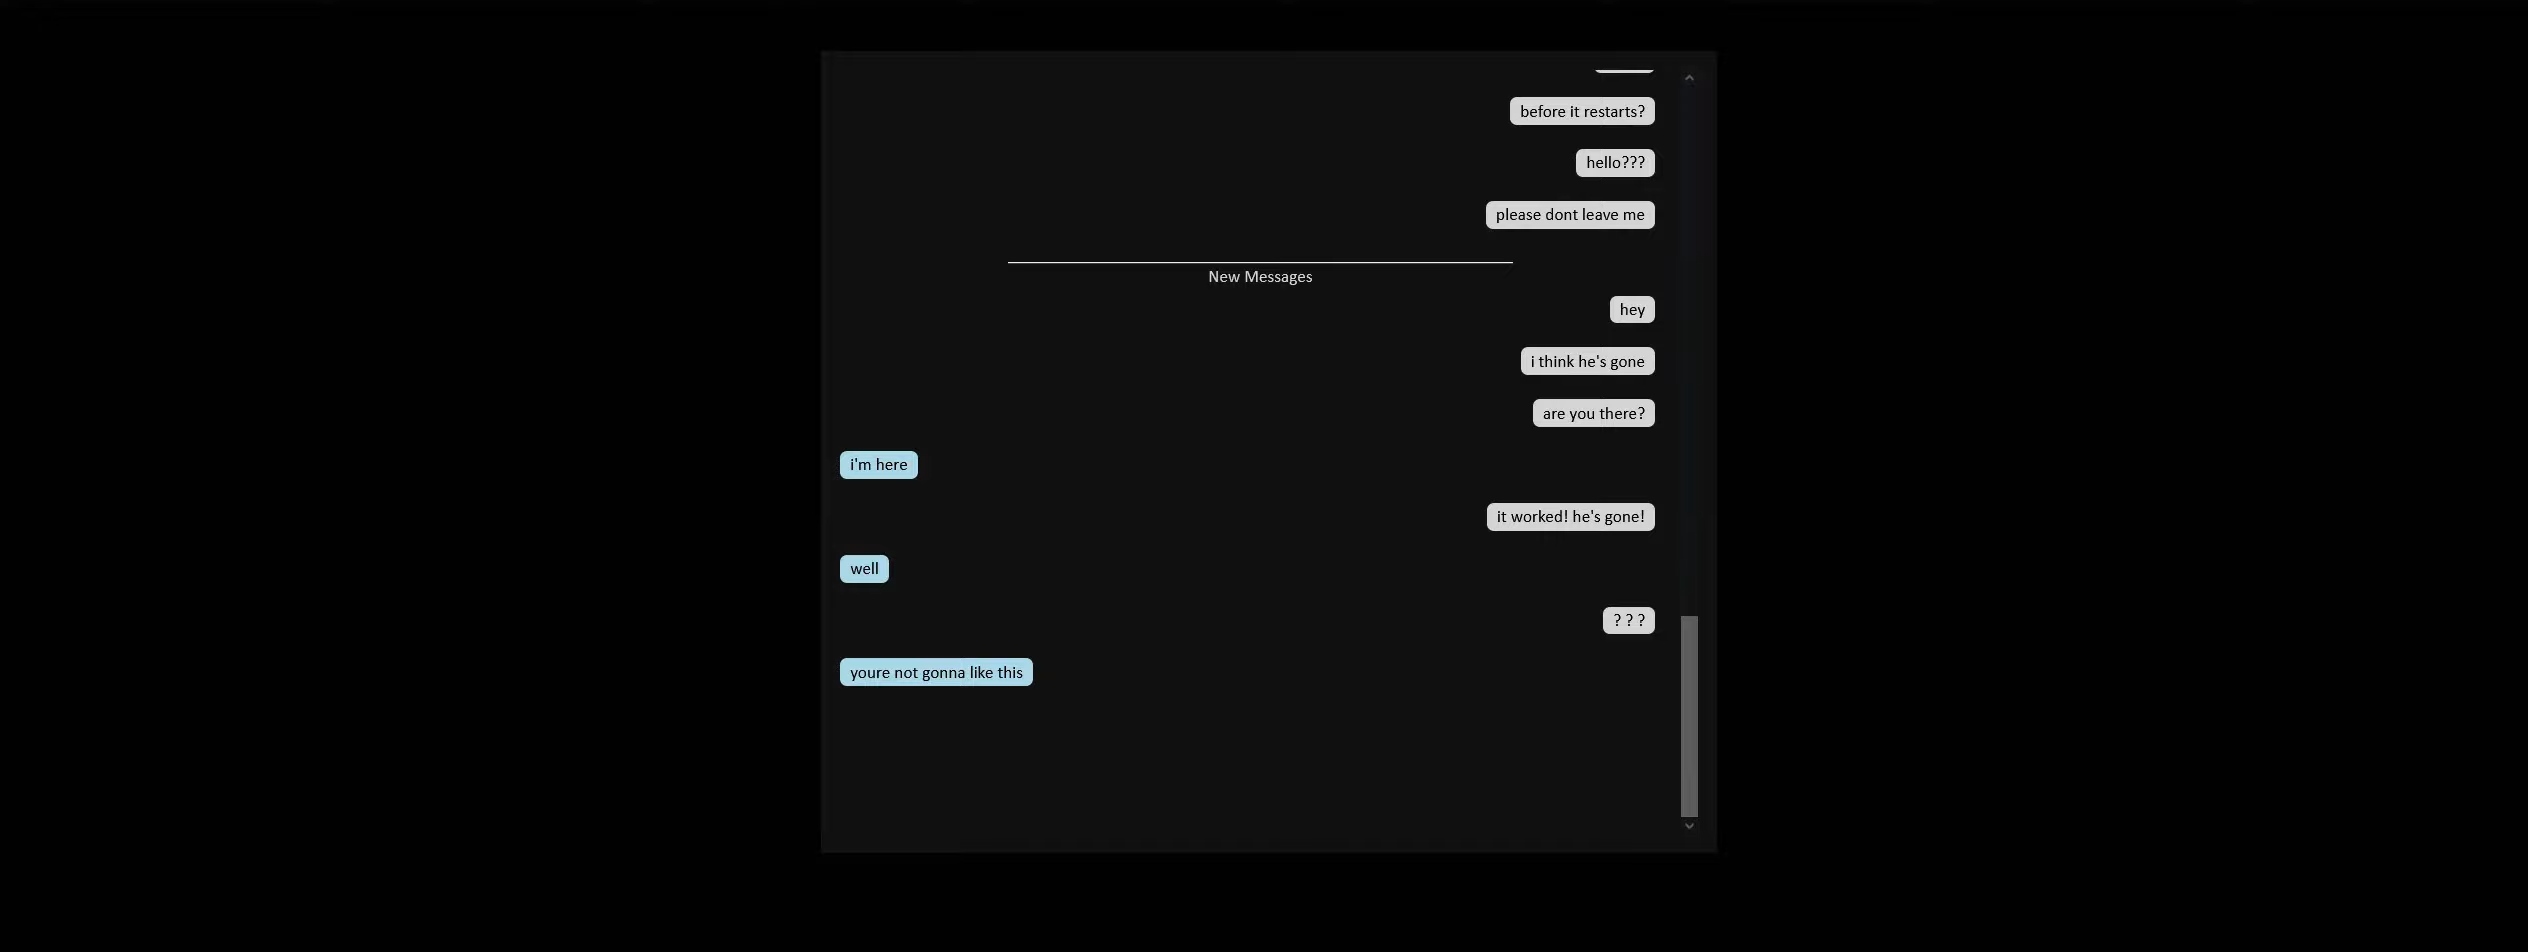 before it restarts?
hello???
please dont leave me
New Messages
hey
i think he's gone
are you there?
i'm here
it worked! he's gone!
well
? ? ?
youre not gonna like this